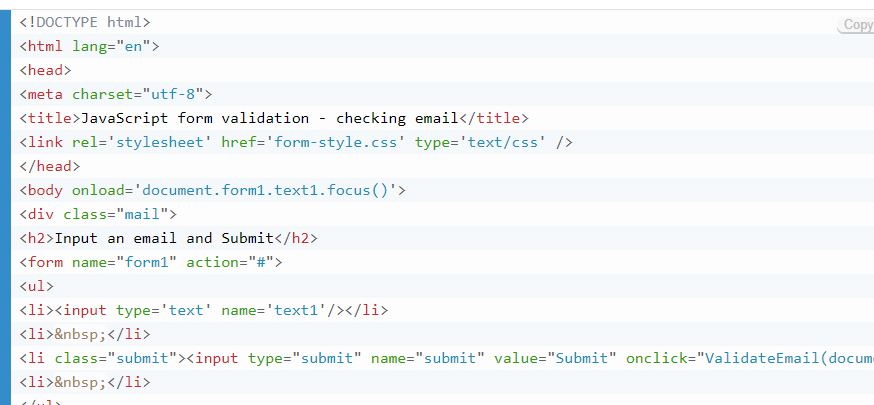 <!DOCTYPE html>
Copy
<html lang="en">
<head>
<meta charset="utf-8">
<title>JavaScript form validation - checking email</title>
<link rel='stylesheet' href='form-style.css' type='text/css' />
</head>
<body onload='document.form1.text1.focus()'>
<div class="mail">
<h2>Input an email and Submit</h2>
<form name="form1" action="#">
<ul>
<li><input type='text' name='text1'/></li>
<li>&nbsp;</li>
<li class="submit"><input type="submit" name="submit" value="Submit" onclick="ValidateEmail(docum
<li>&nbsp;</li>
</ul>